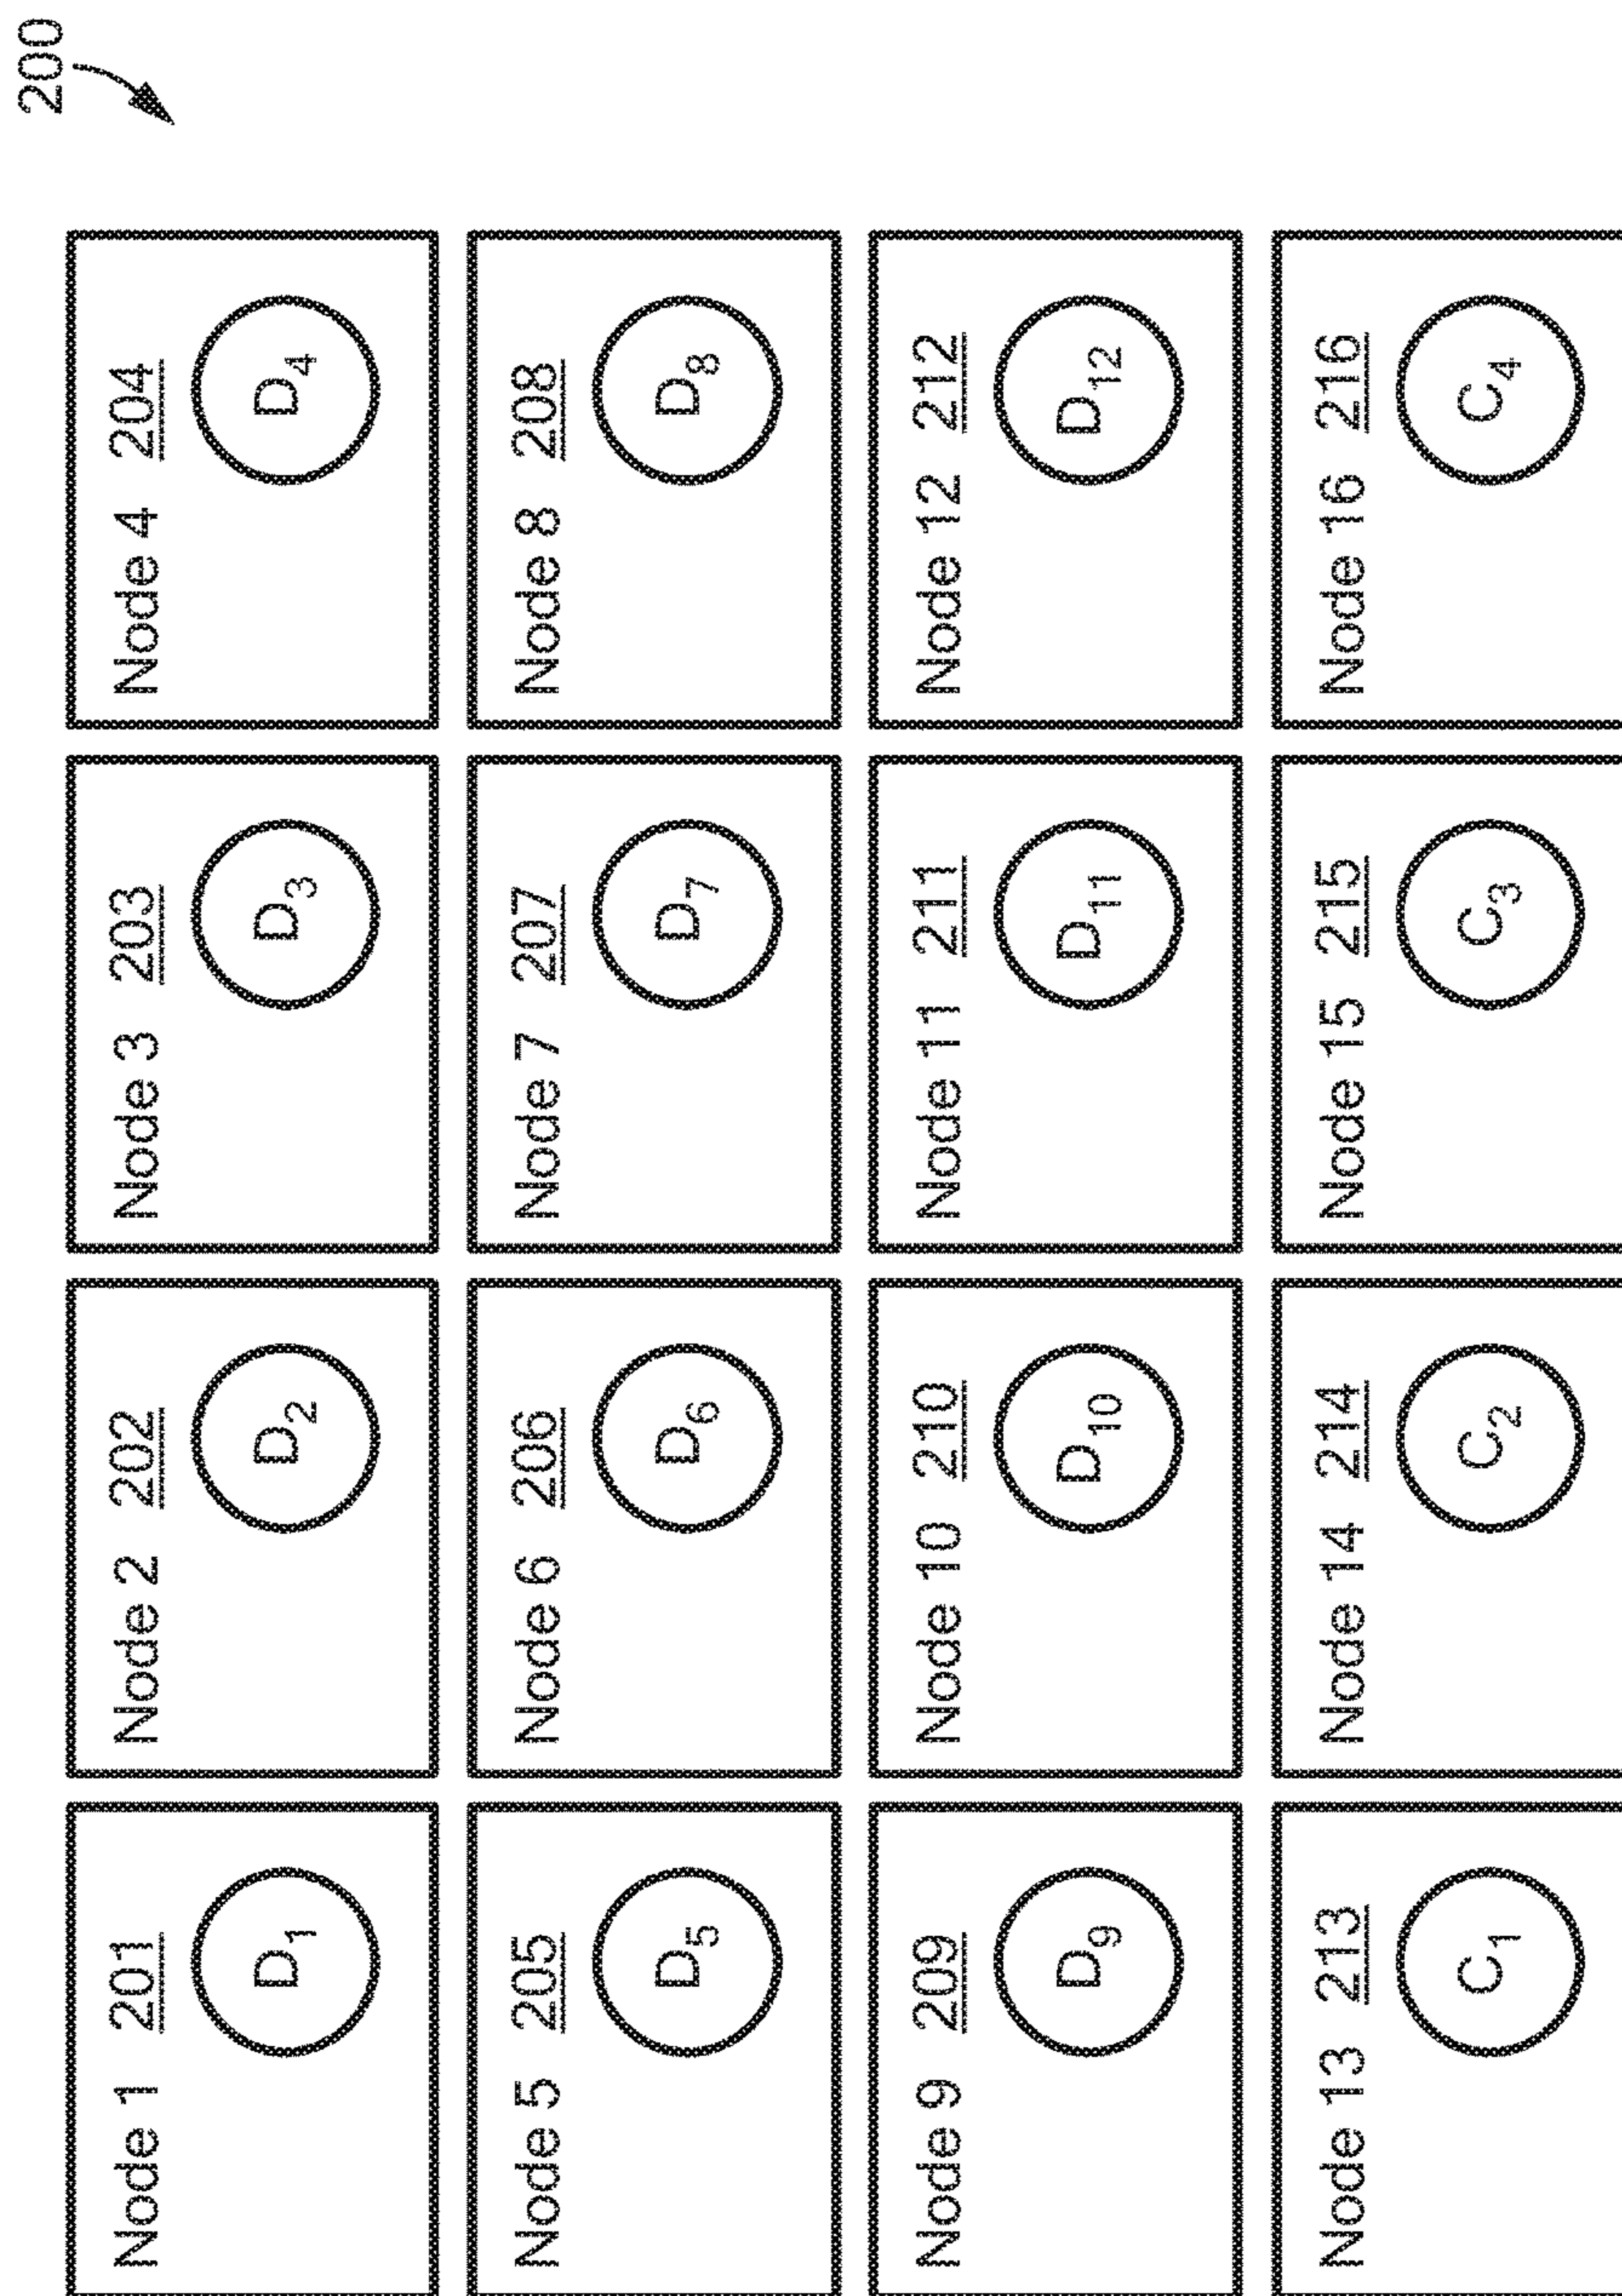 200
Node 1 201
D1
Node 2 202
D2
Node 3 203
D3
Node 4 204
D4
Node 5 205
D5
Node 6 206
D6
Node 7 207
D7
Node 8 208
D8
Node 9 209
D9
Node 10 210
D10
Node 11 211
D11
Node 12 212
D12
Node 13 213
C1
Node 14 214
C2
Node 15 215
C3
Node 16 216
C4